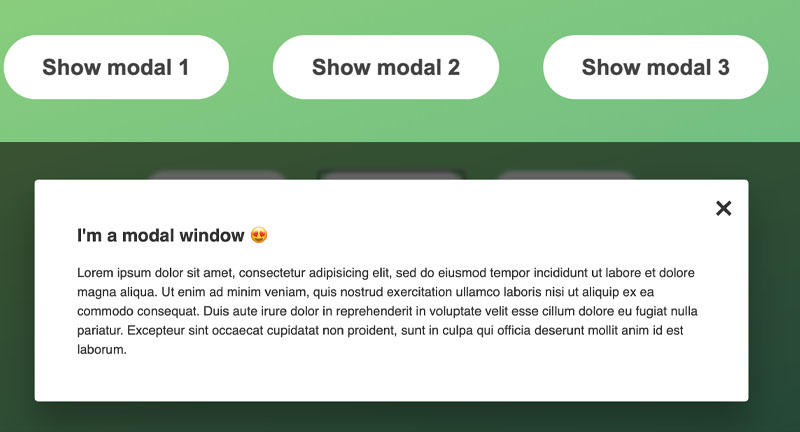 Show modal 1 Show modal 2 Show modal 3
I'm a modal window 😍
Lorem ipsum dolor sit amet, consectetur adipisicing elit, sed do eiusmod tempor incididunt ut labore et dolore
magna aliqua. Ut enim ad minim veniam, quis nostrud exercitation ullamco laboris nisi ut aliquip ex ea
commodo consequat. Duis aute irure dolor in reprehenderit in voluptate velit esse cillum dolore eu fugiat nulla
pariatur. Excepteur sint occaecat cupidatat non proident, sunt in culpa qui officia deserunt mollit anim id est
laborum.